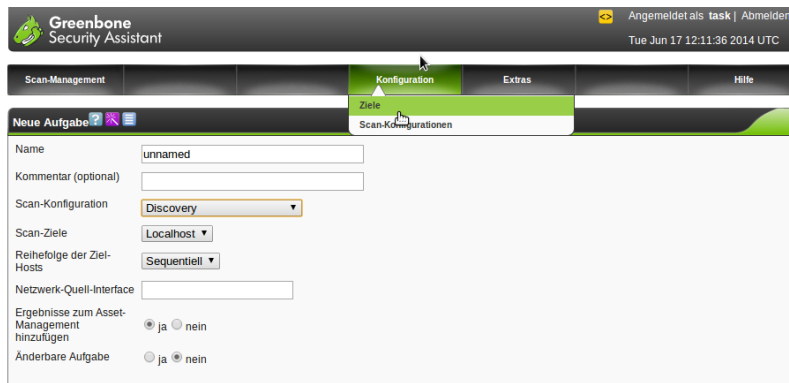 Greenbone
Security Assistant
Angemeldet als task | Abmelden
Tue Jun 17 12:11:36 2014 UTC
Scan-Management
Konfiguration
Extras
Hilfe
Ziele
Scan-Konfigurationen
Neue Aufgabe
Name
unnamed
Kommentar (optional)
Scan-Konfiguration
Discovery
Scan-Ziele
Localhost
Reihefolge der Ziel-
Hosts
Sequentiell
Netzwerk-Quell-Interface
Ergebnisse zum Asset-
Management
hinzufügen
ja nein
Änderbare Aufgabe
ja nein